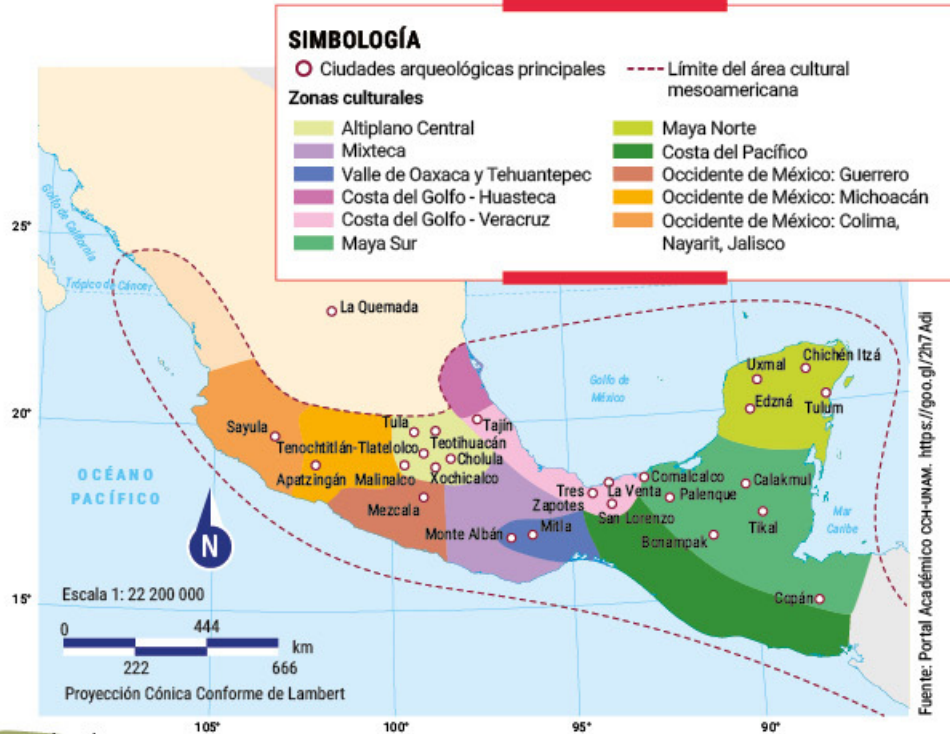 SIMBOLOGÍA
Ciudades arqueológicas principales
Límite del área cultural
mesoamericana
Zonas culturales
Altiplano Central
Mixteca
Valle de Oaxaca y Tehuantepec
Costa del Golfo - Huasteca
Costa del Golfo - Veracruz
Maya Sur
Maya Norte
Costa del Pacífico
Occidente de México: Guerrero
Occidente de México: Michoacán
Occidente de México: Colima,
Nayarit, Jalisco
25°
Golfo de California
Trópico de Cáncer
La Quemada
Golfo de
México
Uxmal
Chichén Itzá
Edzná
Tulum
20°
Sayula
Tula
Tajín
Tenochtitlán-Tlatelolco
Teotihuacán
Cholula
Apatzingán
Malinalco
Xochicalco
OCÉANO
PACÍFICO
Mezcala
Tres
Zapotes
La Venta
San Lorenzo
Comalcalco
Palenque
Calakmul
Monte Albán
Mitla
Bonampak
Tikal
Mar
Caribe
Copán
N
15°
Escala 1: 22 200 000
0
444
km
222
666
Proyección Cónica Conforme de Lambert
105°
100°
95°
90°
Fuente: Portal Académico CCH-UNAM. https://goo.gl/2h7Adi